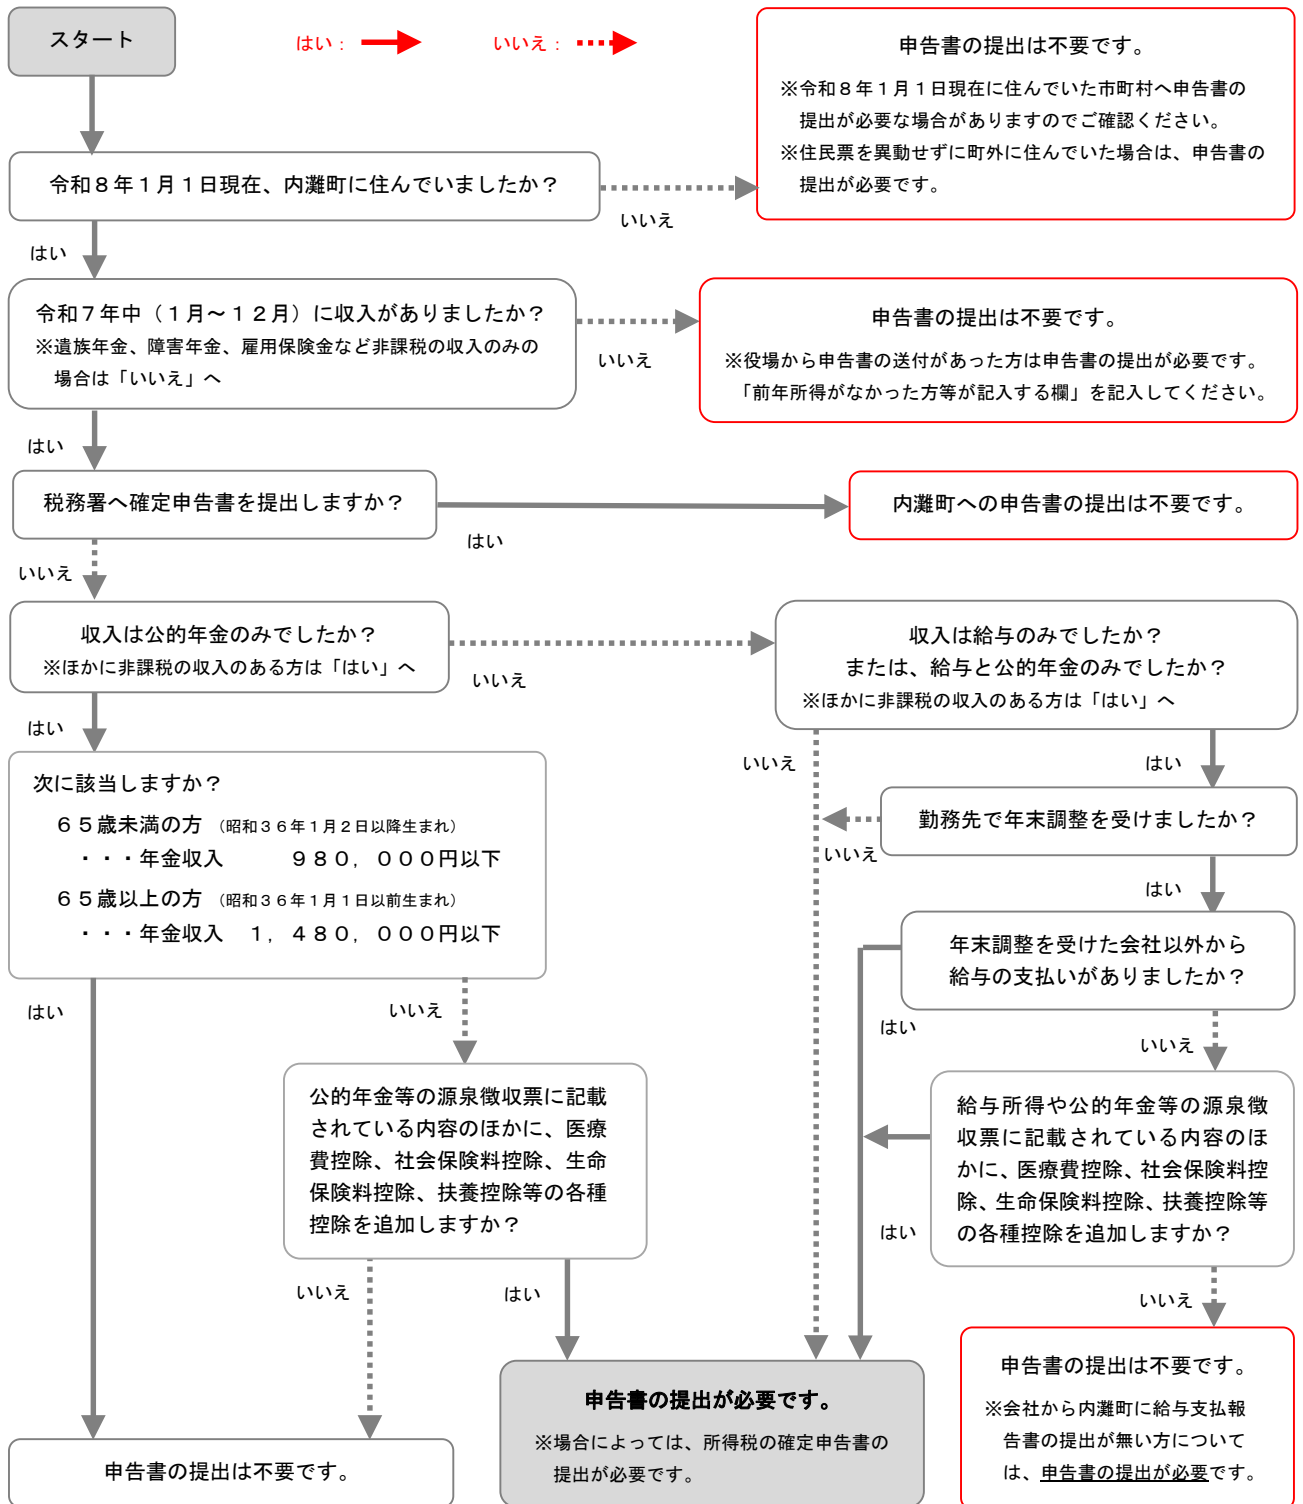 スタート
はい：
いいえ：
申告書の提出は不要です。
※令和８年１月１日現在に住んでいた市町村へ申告書の
提出が必要な場合がありますのでご確認ください。
※住民票を異動せずに町外に住んでいた場合は、申告書の
提出が必要です。
令和８年１月１日現在、内灘町に住んでいましたか？
いいえ
はい
令和７年中（１月～１２月）に収入がありましたか？
※遺族年金、障害年金、雇用保険金など非課税の収入のみの
場合は「いいえ」へ
いいえ
申告書の提出は不要です。
※役場から申告書の送付があった方は申告書の提出が必要です。
「前年所得がなかった方等が記入する欄」を記入してください。
はい
税務署へ確定申告書を提出しますか？
はい
内灘町への申告書の提出は不要です。
いいえ
収入は公的年金のみでしたか？
※ほかに非課税の収入のある方は「はい」へ
いいえ
収入は給与のみでしたか？
または、給与と公的年金のみでしたか？
※ほかに非課税の収入のある方は「はい」へ
はい
いいえ
はい
次に該当しますか？
６５歳未満の方 （昭和３６年１月２日以降生まれ）
・・・年金収入　　　９８０，０００円以下
６５歳以上の方 （昭和３６年１月１日以前生まれ）
・・・年金収入　１，４８０，０００円以下
勤務先で年末調整を受けましたか？
いいえ
はい
年末調整を受けた会社以外から
給与の支払いがありましたか？
はい
いいえ
はい
いいえ
公的年金等の源泉徴収票に記載
されている内容のほかに、医療
費控除、社会保険料控除、生命
保険料控除、扶養控除等の各種
控除を追加しますか？
給与所得や公的年金等の源泉徴
収票に記載されている内容のほ
かに、医療費控除、社会保険料控
除、生命保険料控除、扶養控除等
の各種控除を追加しますか？
はい
いいえ
はい
いいえ
申告書の提出は不要です。
申告書の提出が必要です。
※場合によっては、所得税の確定申告書の
提出が必要です。
申告書の提出は不要です。
※会社から内灘町に給与支払報
告書の提出が無い方について
は、申告書の提出が必要です。